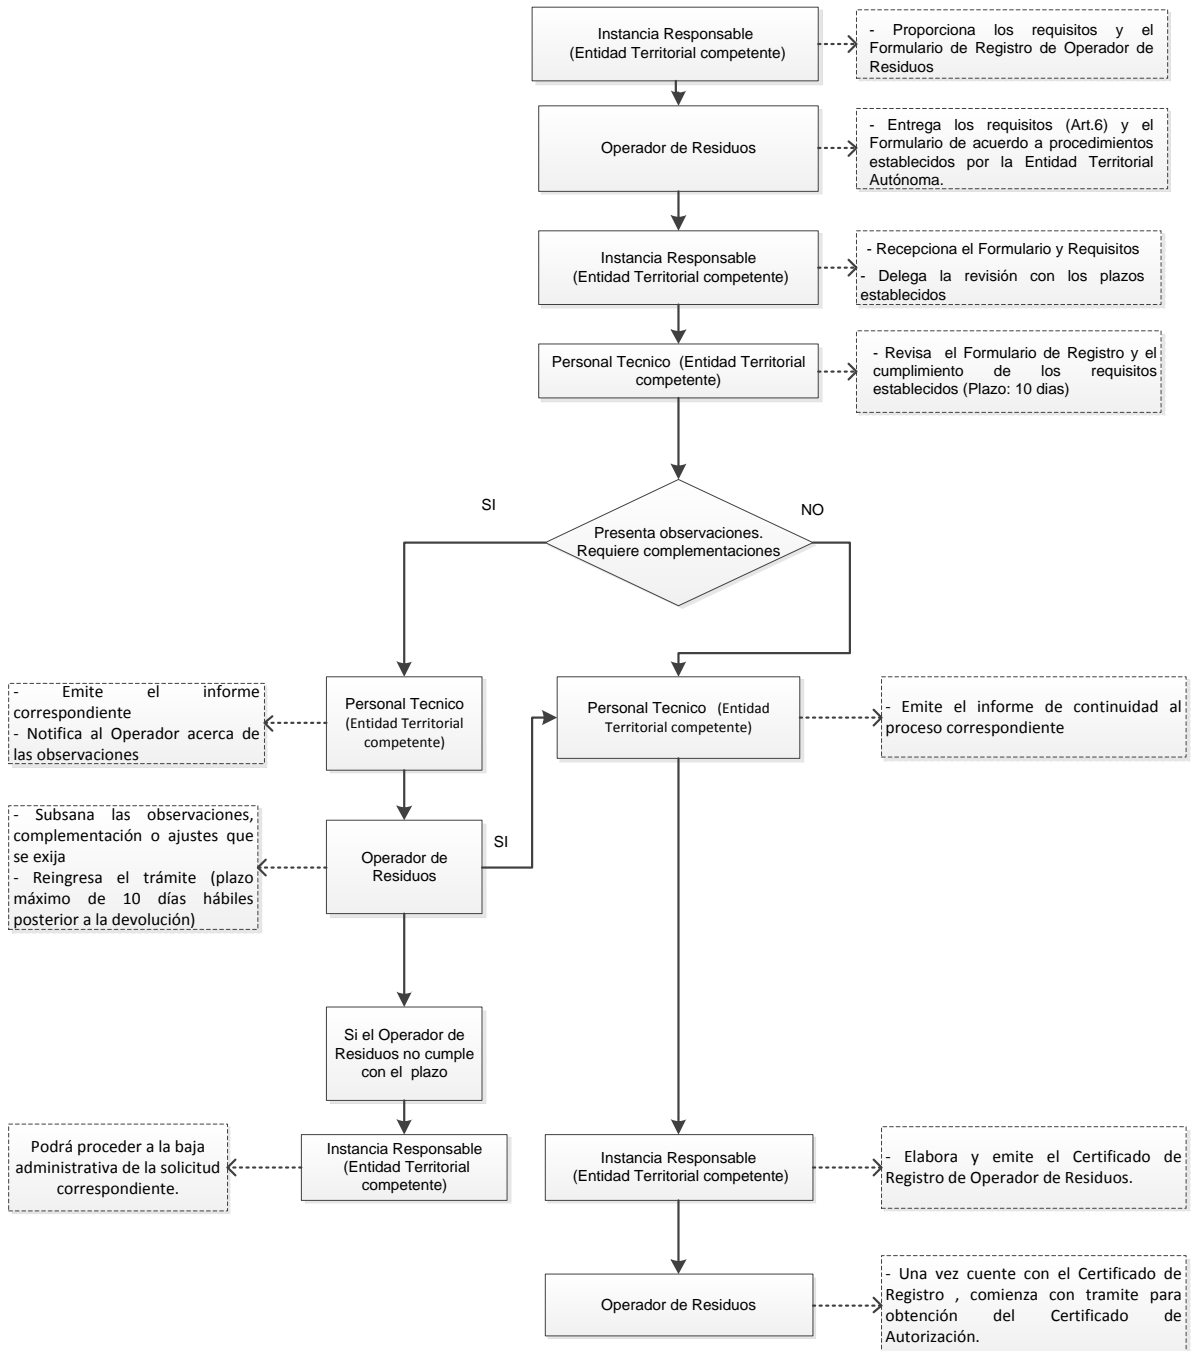 Instancia Responsable
(Entidad Territorial competente)
- Proporciona los requisitos y el
Formulario de Registro de Operador de
Residuos
Operador de Residuos
- Entrega los requisitos (Art.6) y el
Formulario de acuerdo a procedimientos
establecidos por la Entidad Territorial
Autónoma.
Instancia Responsable
(Entidad Territorial competente)
- Recepciona el Formulario y Requisitos
- Delega la revisión con los plazos
establecidos
Personal Tecnico (Entidad Territorial
competente)
- Revisa el Formulario de Registro y el
cumplimiento de los requisitos
establecidos (Plazo: 10 dias)
SI
NO
Presenta observaciones.
Requiere complementaciones
- Emite el informe
correspondiente
- Notifica al Operador acerca de
las observaciones
Personal Tecnico
(Entidad Territorial
competente)
Personal Tecnico (Entidad
Territorial competente)
- Emite el informe de continuidad al
proceso correspondiente
- Subsana las observaciones,
complementación o ajustes que
se exija
- Reingresa el trámite (plazo
máximo de 10 días hábiles
posterior a la devolución)
Operador de
Residuos
SI
Si el Operador de
Residuos no cumple
con el plazo
Podrá proceder a la baja
administrativa de la solicitud
correspondiente.
Instancia Responsable
(Entidad Territorial
competente)
Instancia Responsable
(Entidad Territorial competente)
- Elabora y emite el Certificado de
Registro de Operador de Residuos.
Operador de Residuos
- Una vez cuente con el Certificado de
Registro , comienza con tramite para
obtención del Certificado de
Autorización.